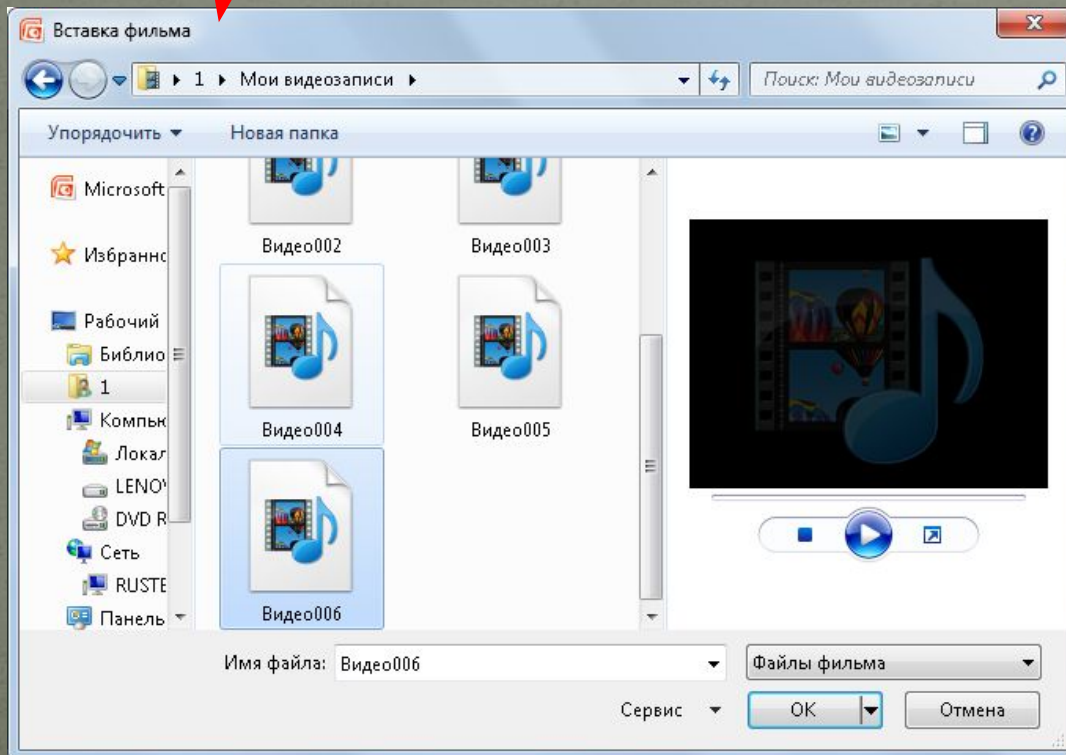 Вставка фильма
1 Мои видеозаписи
Поиск: Мои видеозаписи
Упорядочить Новая папка
Microsoft
Избранно
Рабочий
Библио
1
Компьк
Локал
LENO
DVD R
Сеть
RUSTE
Панель
Видео002 Видео003
Видео004 Видео005
Видео006
Имя файла: Видео006 Файлы фильма
Сервис OK Отмена